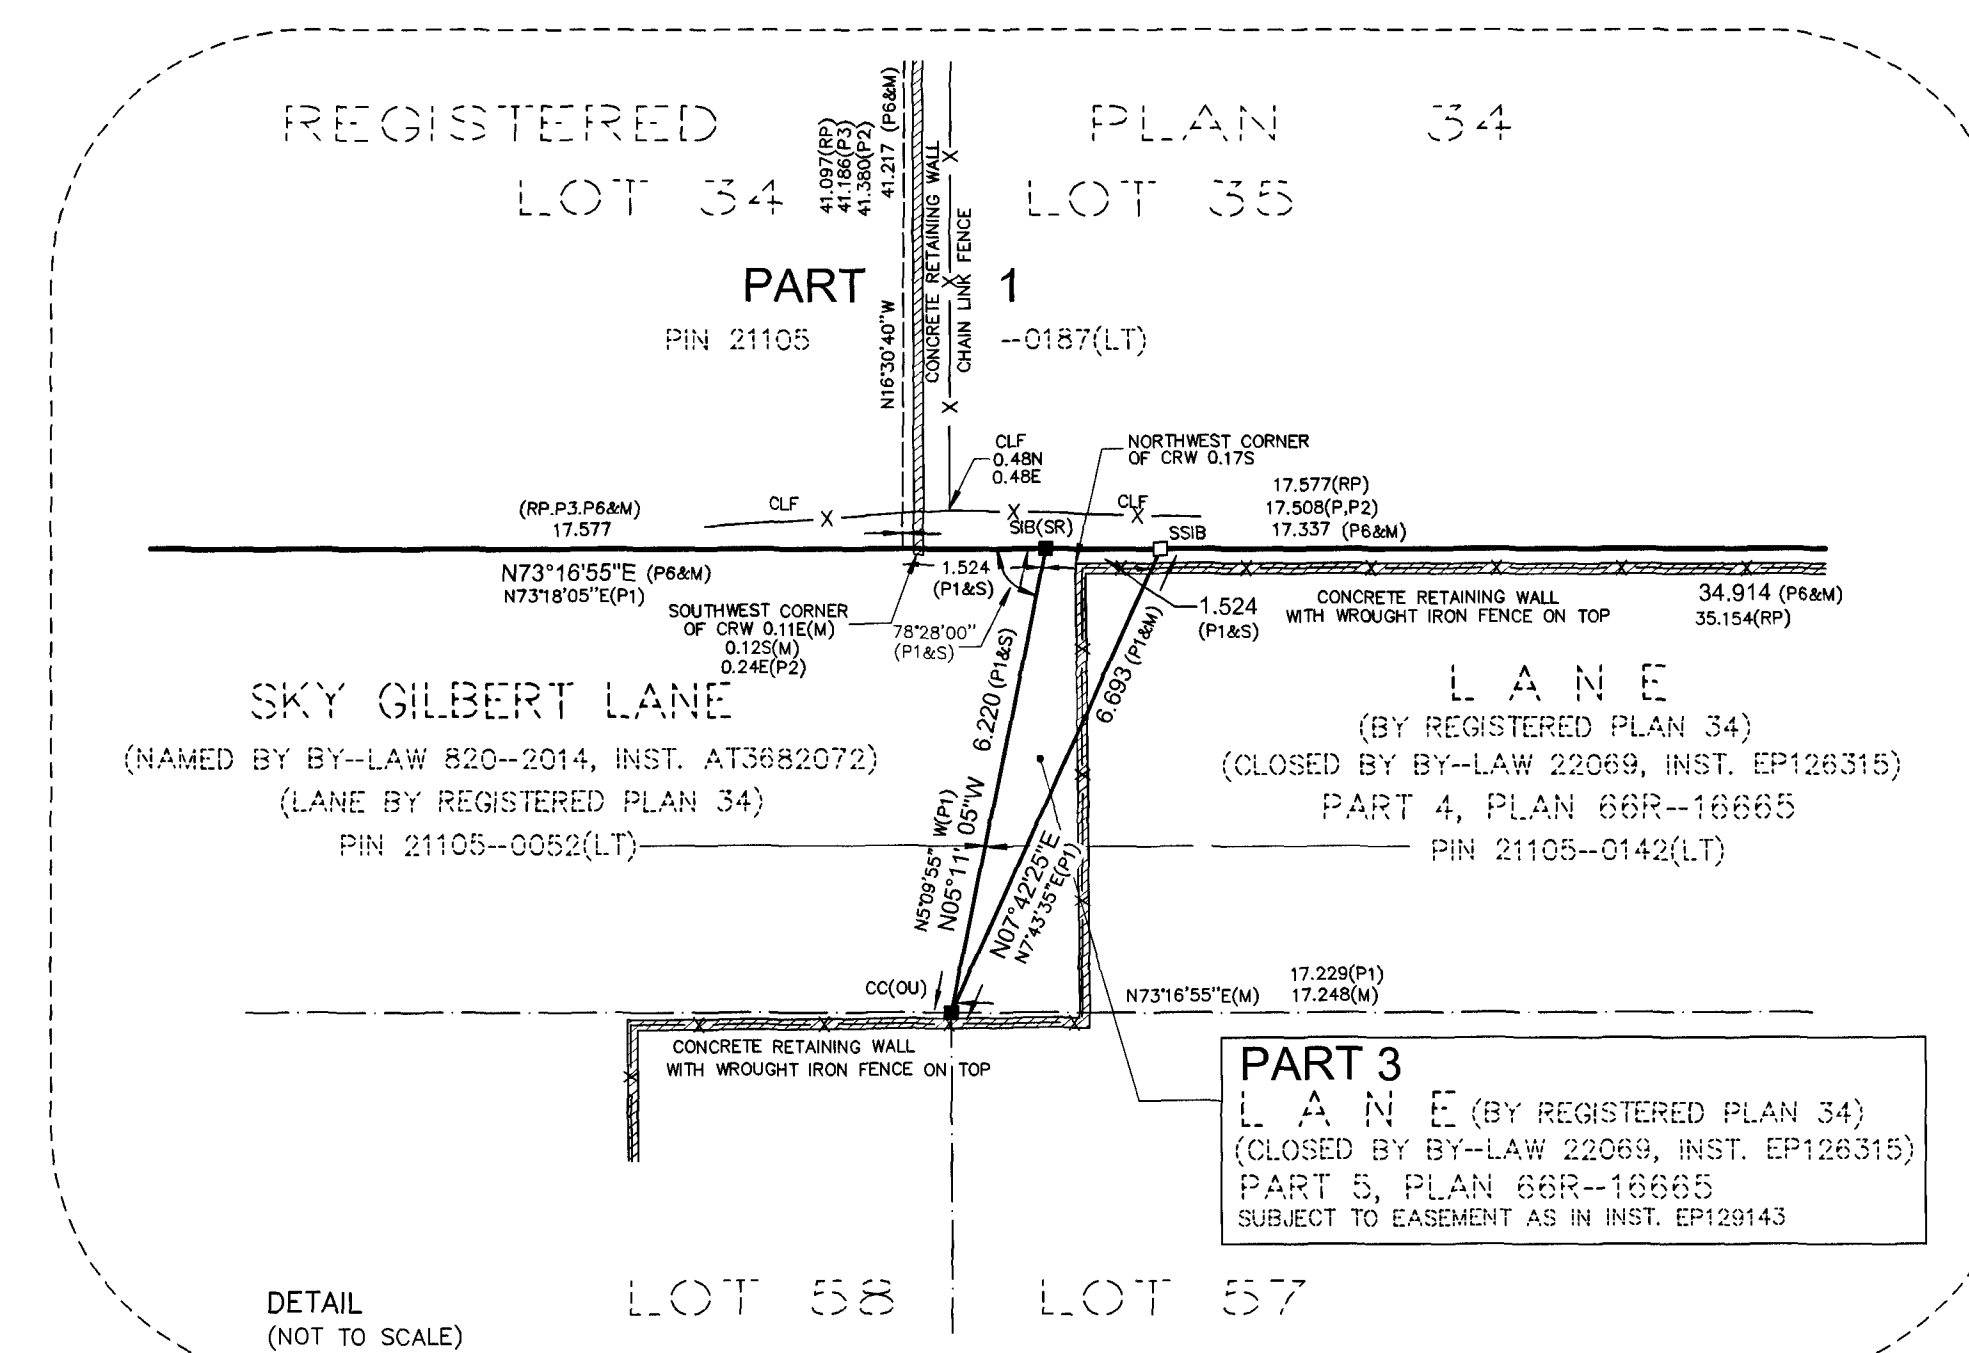 REGISTERED PLAN 34
LOT 34
LOT 35
41.097(RP)
41.186(P3)
41.380(P2)
41.217 (P6&M)
N16°30'40"W
CONCRETE RETAINING WALL
CHAIN LINK FENCE
PART 1
PIN 21105 --0187(LT)
CLF
0.48N
0.48E
NORTHWEST CORNER
OF CRW 0.17S
(RP.P3.P6&M)
17.577
CLF
CLF
SIB(SR)
SSIB
17.577(RP)
17.508(P,P2)
17.337 (P6&M)
N73°16'55"E (P6&M)
N73°18'05"E(P1)
1.524
(P1&S)
SOUTHWEST CORNER
OF CRW 0.11E(M)
0.12S(M)
0.24E(P2)
78°28'00"
(P1&S)
1.524
(P1&S)
CONCRETE RETAINING WALL
WITH WROUGHT IRON FENCE ON TOP
34.914 (P6&M)
35.154(RP)
6.220 (P1&S)
6.693 (P1&M)
SKY GILBERT LANE
(NAMED BY BY--LAW 820--2014, INST. AT3682072)
(LANE BY REGISTERED PLAN 34)
PIN 21105--0052(LT)
L A N E
(BY REGISTERED PLAN 34)
(CLOSED BY BY--LAW 22069, INST. EP126315)
PART 4, PLAN 66R--16665
PIN 21105--0142(LT)
N5°09'55" W(P1)
N05°11' 05"W
N07°42'25"E
N7°43'35"E(P1)
CC(OU)
N73°16'55"E(M)
17.229(P1)
17.248(M)
CONCRETE RETAINING WALL
WITH WROUGHT IRON FENCE ON TOP
PART 3
L A N E (BY REGISTERED PLAN 34)
(CLOSED BY BY--LAW 22069, INST. EP126315)
PART 5, PLAN 66R--16665
SUBJECT TO EASEMENT AS IN INST. EP129143
LOT 58
LOT 57
DETAIL
(NOT TO SCALE)